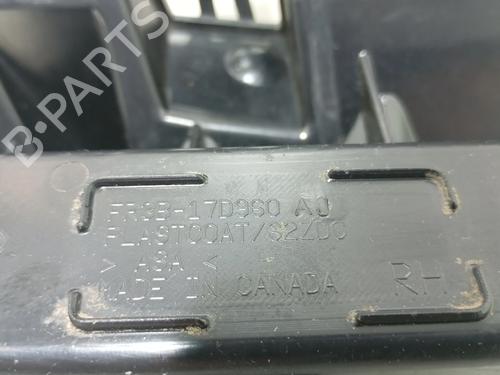 B-PARTS
FR3B-17D960 AJ
PLASTCOAT/S2ZDC
> ASA <
MADE IN CANADA RH